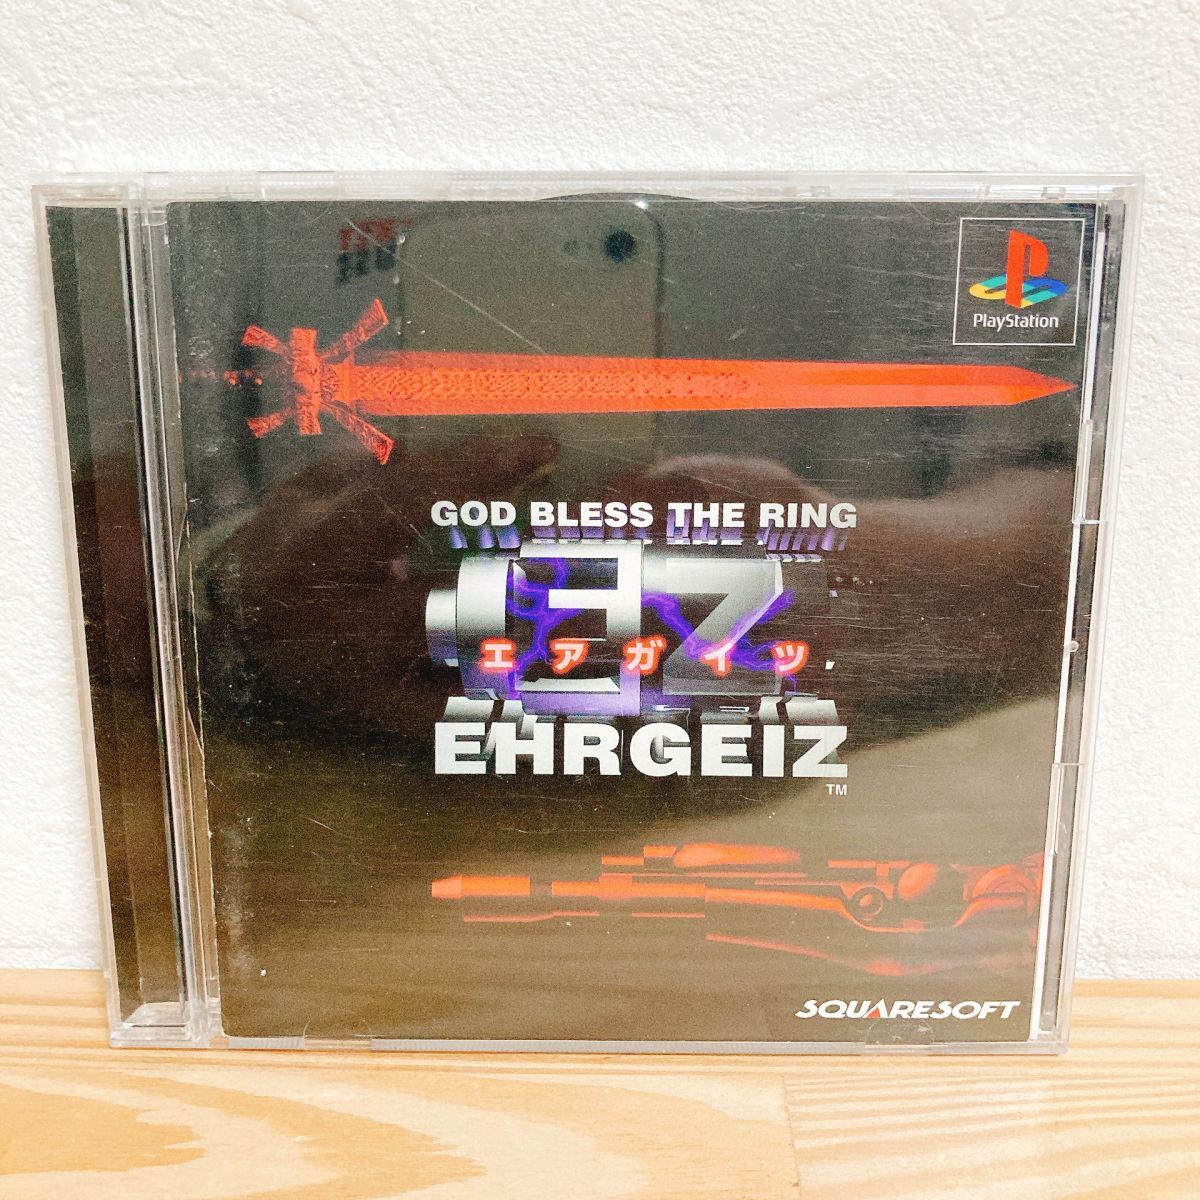 PlayStation
GOD BLESS THE RING
EZ
エアガイツ
EHRGEIZ
TM
SQUARESOFT